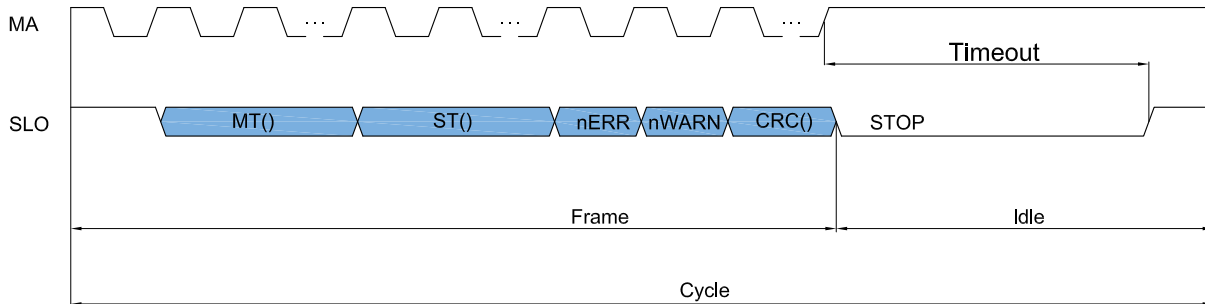 MA
...
...
...
Timeout
SLO
MT()
ST()
nERR
nWARN
CRC()
STOP
Frame
Idle
Cycle